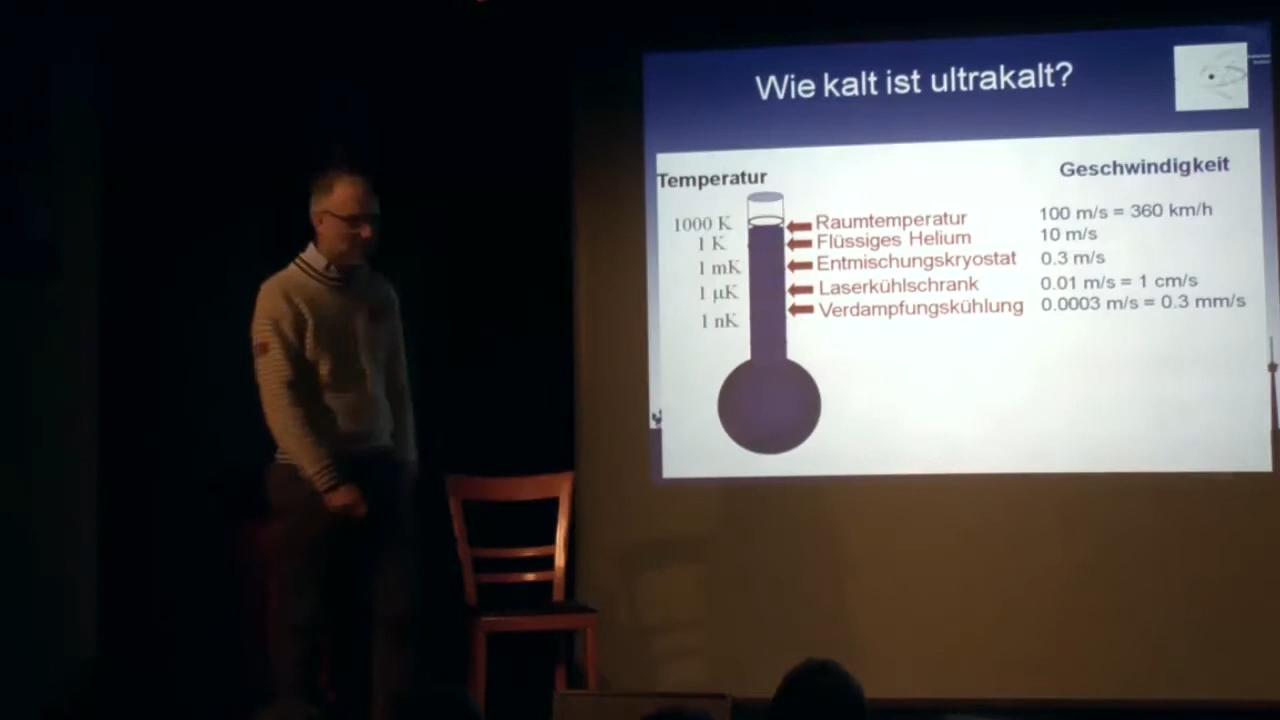 Wie kalt ist ultrakalt?
Temperatur
Geschwindigkeit
1000 K
Raumtemperatur
100 m/s = 360 km/h
1 K
Flüssiges Helium
10 m/s
1 mK
Entmischungskryostat
0.3 m/s
1 µK
Laserkühlschrank
0.01 m/s = 1 cm/s
1 nK
Verdampfungskühlung
0.0003 m/s = 0.3 mm/s